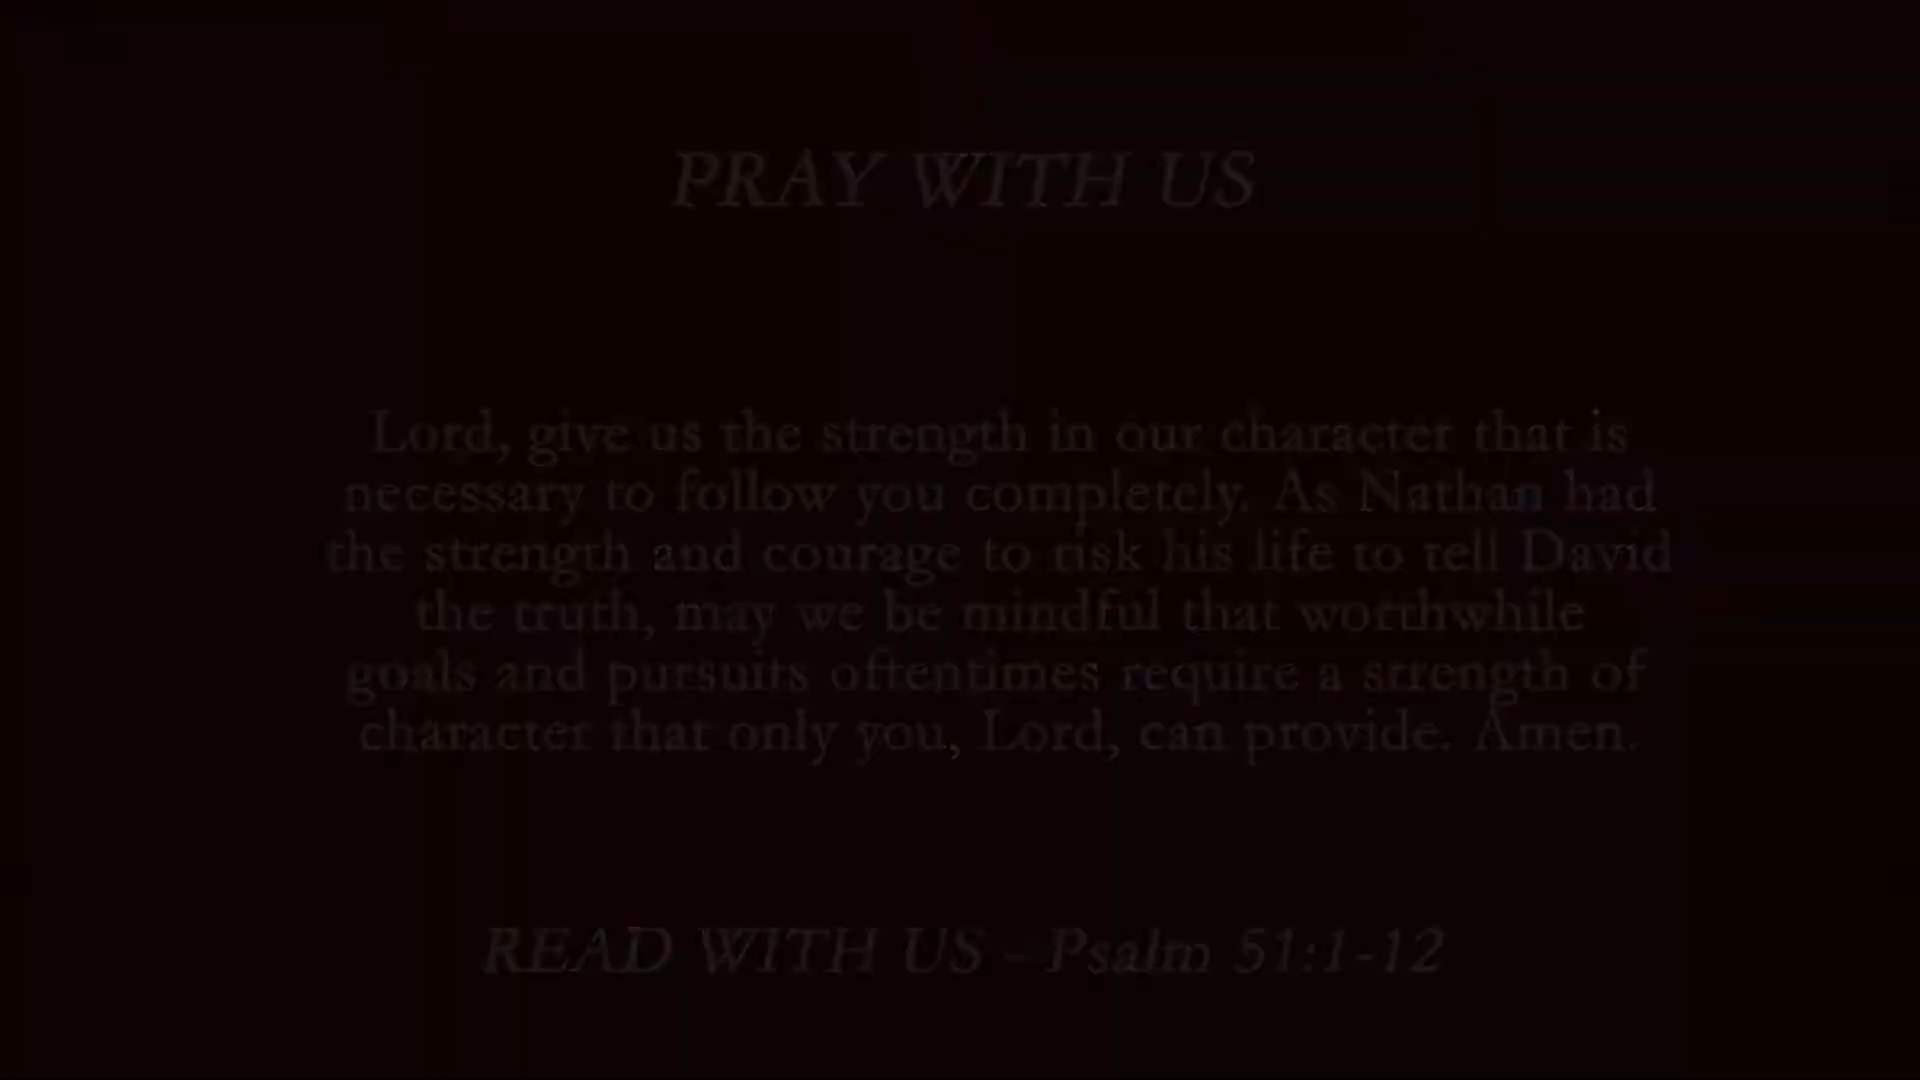 PRAY WITH US
Lord, give us the strength in our character that is
necessary to follow you completely. As Nathan had
the strength and courage to risk his life to tell David
the truth, may we be mindful that worthwhile
goals and pursuits oftentimes require a strength of
character that only you, Lord, can provide. Amen.
READ WITH US - Psalm 51:1-12